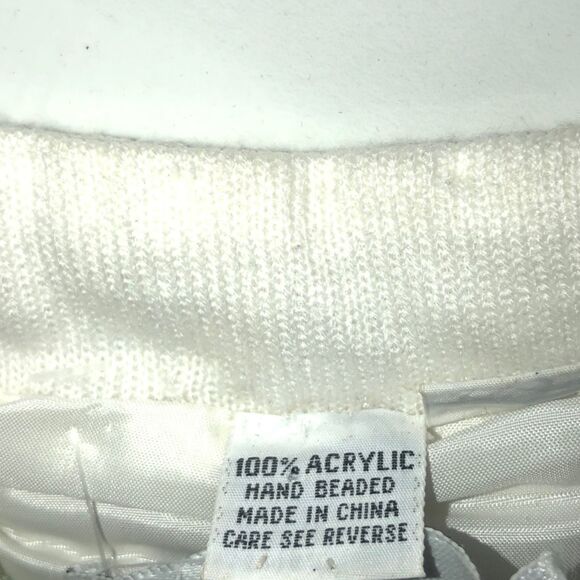 100% ACRYLIC
HAND BEADED
MADE IN CHINA
CARE SEE REVERSE